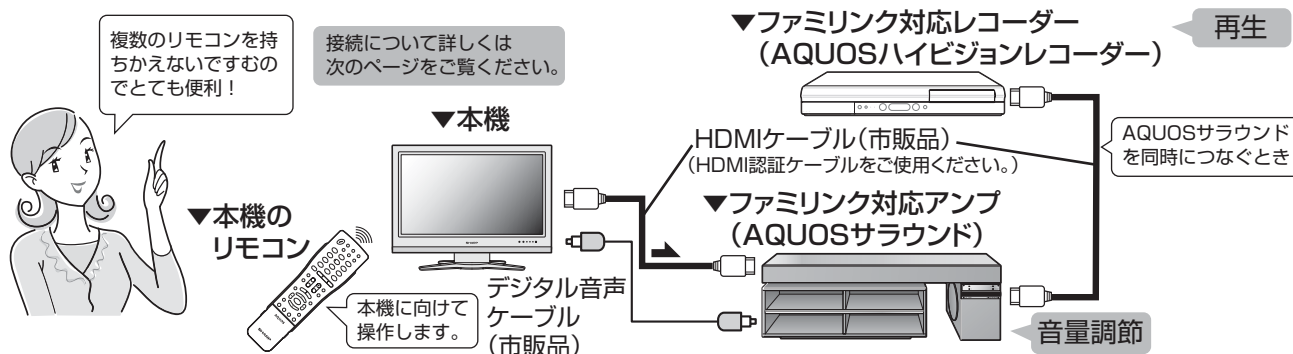 複数のリモコンを持
ちかえないですむの
でとても便利！
接続について詳しくは
次のページをご覧ください。
▼ファミリンク対応レコーダー
（AQUOSハイビジョンレコーダー）
再生
▼本機
HDMIケーブル（市販品）
（HDMI認証ケーブルをご使用ください。）
AQUOSサラウンド
を同時につなぐとき
▼本機の
リモコン
▼ファミリンク対応アンプ
（AQUOSサラウンド）
デジタル音声
ケーブル
（市販品）
本機に向けて
操作します。
音量調節